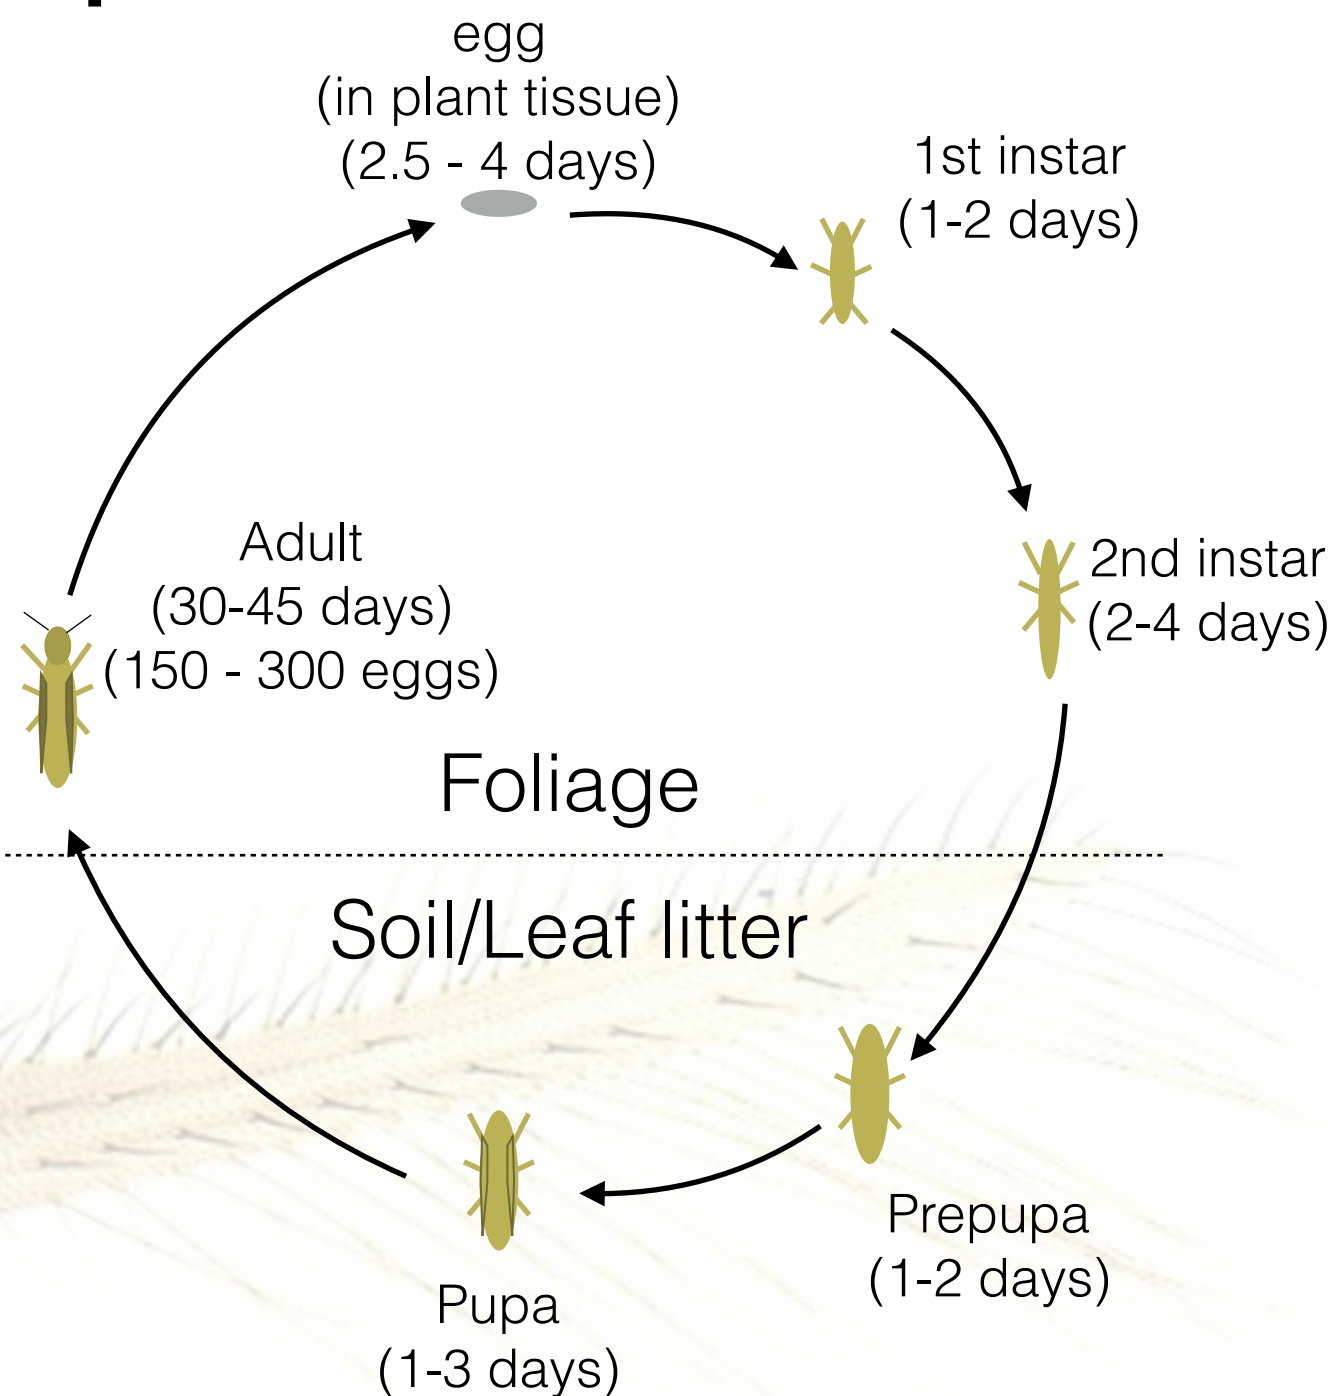 egg
(in plant tissue)
(2.5 - 4 days)
1st instar
(1-2 days)
2nd instar
(2-4 days)
Adult
(30-45 days)
(150 - 300 eggs)
Foliage
Soil/Leaf litter
Prepupa
(1-2 days)
Pupa
(1-3 days)